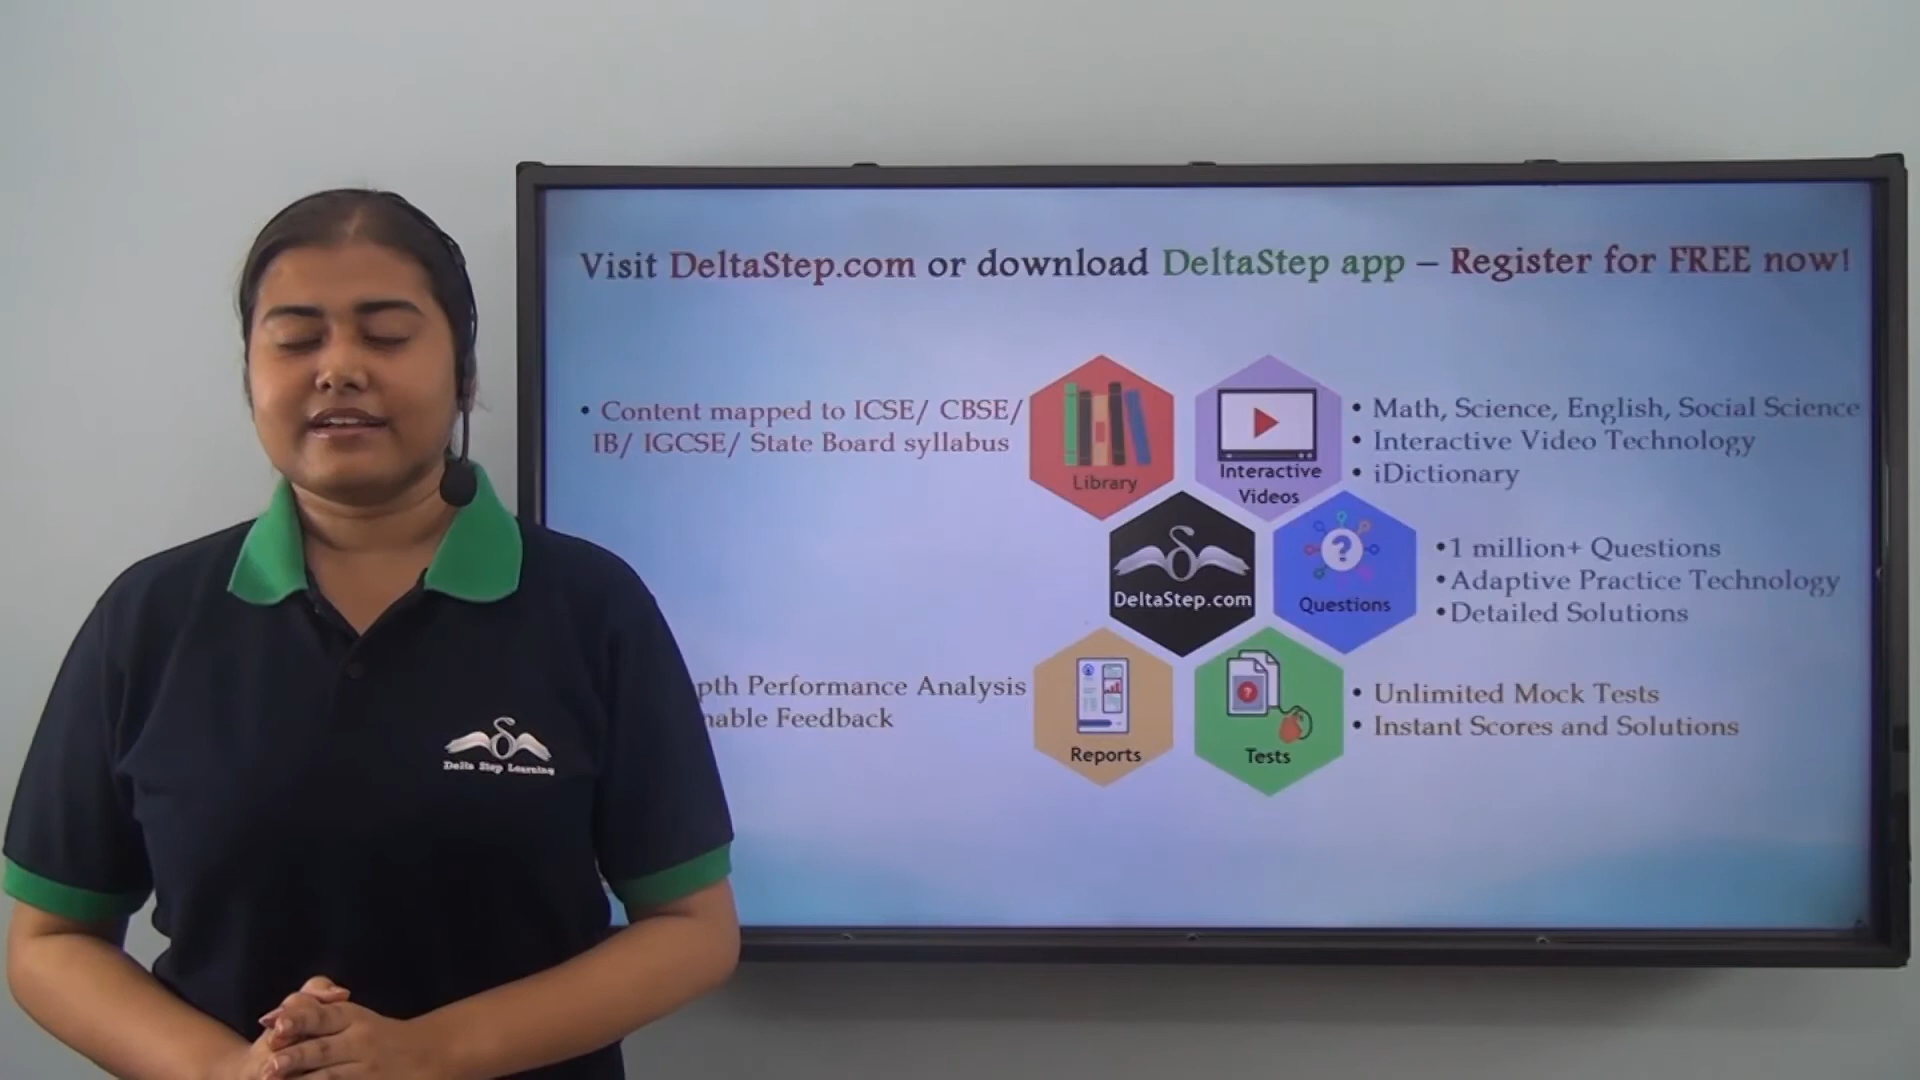 Visit DeltaStep.com or download DeltaStep app – Register for FREE now!
• Content mapped to ICSE/ CBSE/
IB/ IGCSE/ State Board syllabus
Library
Interactive
Videos
• Math, Science, English, Social Science
• Interactive Video Technology
• iDictionary
DeltaStep.com
?
Questions
•1 million+ Questions
•Adaptive Practice Technology
•Detailed Solutions
Performance Analysis
Feedback
Reports
?
Tests
• Unlimited Mock Tests
• Instant Scores and Solutions
Delta Step Learning